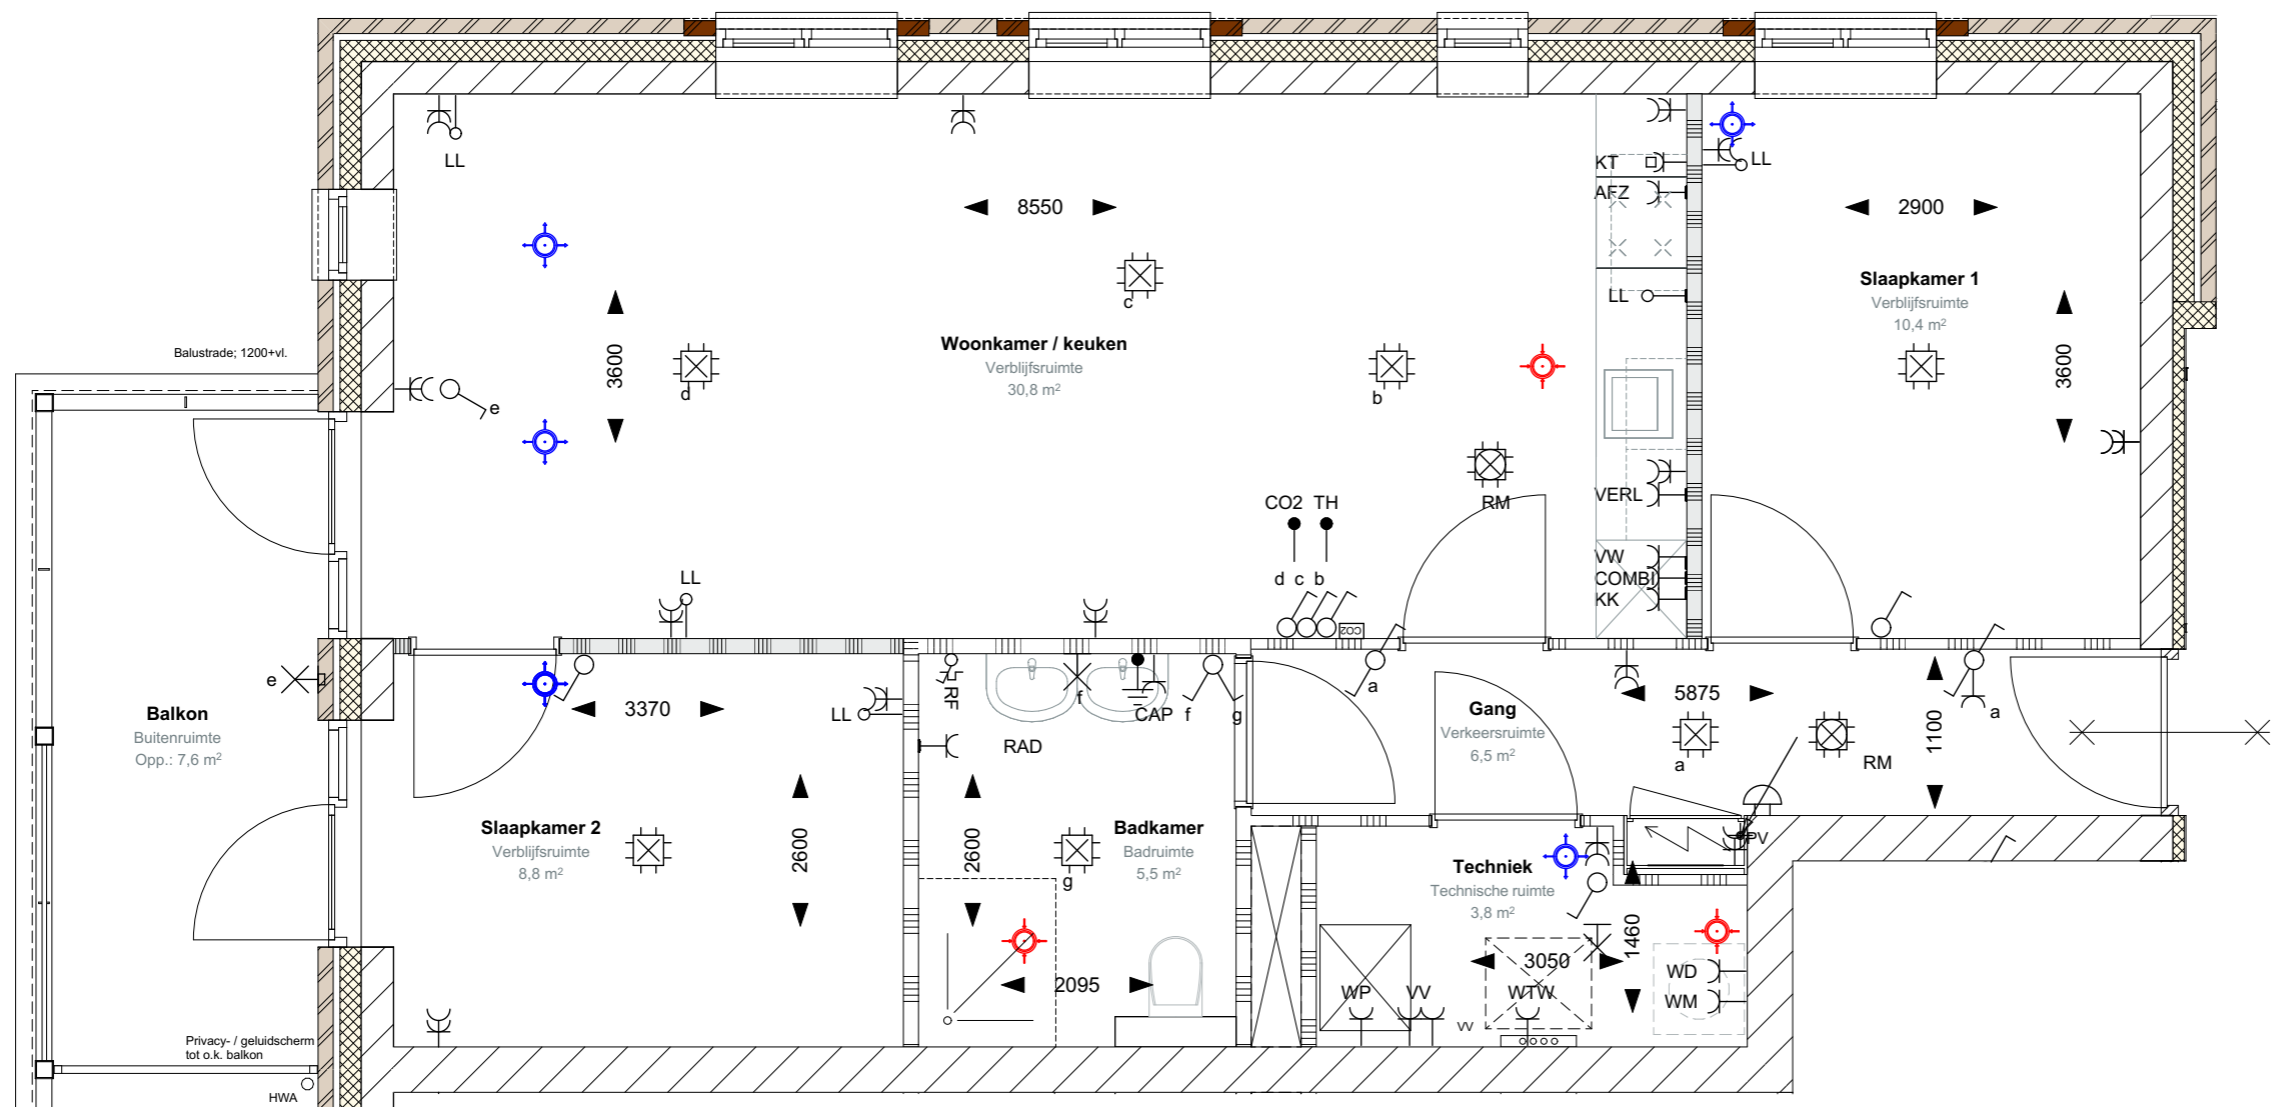 LL
KT
LL
AFZ
8550
2900
Slaapkamer 1
Verblijfsruimte
10,4 m²
c
LL
Woonkamer / keuken
Verblijfsruimte
30,8 m²
Balustrade; 1200+vl.
3600
3600
d
b
e
VERL
CO2 TH
RM
VW
COMBI
KK
LL
d c b
CO2
e
RF
f
a
5875
a
3370
LL
CAP f g
Balkon
Buitenruimte
Opp.: 7,6 m²
Gang
Verkeersruimte
6,5 m²
RAD
1100
a
RM
Slaapkamer 2
Verblijfsruimte
8,8 m²
2600
2600
Badkamer
Badruimte
5,5 m²
g
PV
Techniek
Technische ruimte
3,8 m²
1460
3050
2095
WD
WM
WP
VV
WTW
VV
Privacy- / geluidscherm
tot o.k. balkon
HWA